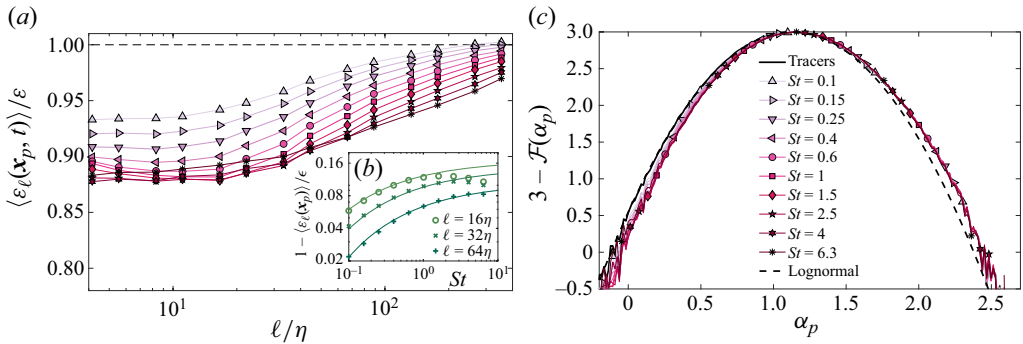 (a)
1.00
0.95
0.90
0.85
0.80
⟨ε_ℓ(x_p, t)⟩/ε
10^1
10^2
ℓ/η
(b)
0.16
0.08
0.04
0.02
1 − ⟨ε_ℓ(x_p)⟩/ϵ
ℓ = 16η
ℓ = 32η
ℓ = 64η
10^−1
10^0
St
10^1
(c)
3.0
2.5
2.0
1.5
1.0
0.5
0
−0.5
3 − F(α_p)
Tracers
St = 0.1
St = 0.15
St = 0.25
St = 0.4
St = 0.6
St = 1
St = 1.5
St = 2.5
St = 4
St = 6.3
Lognormal
0
0.5
1.0
1.5
2.0
2.5
α_p